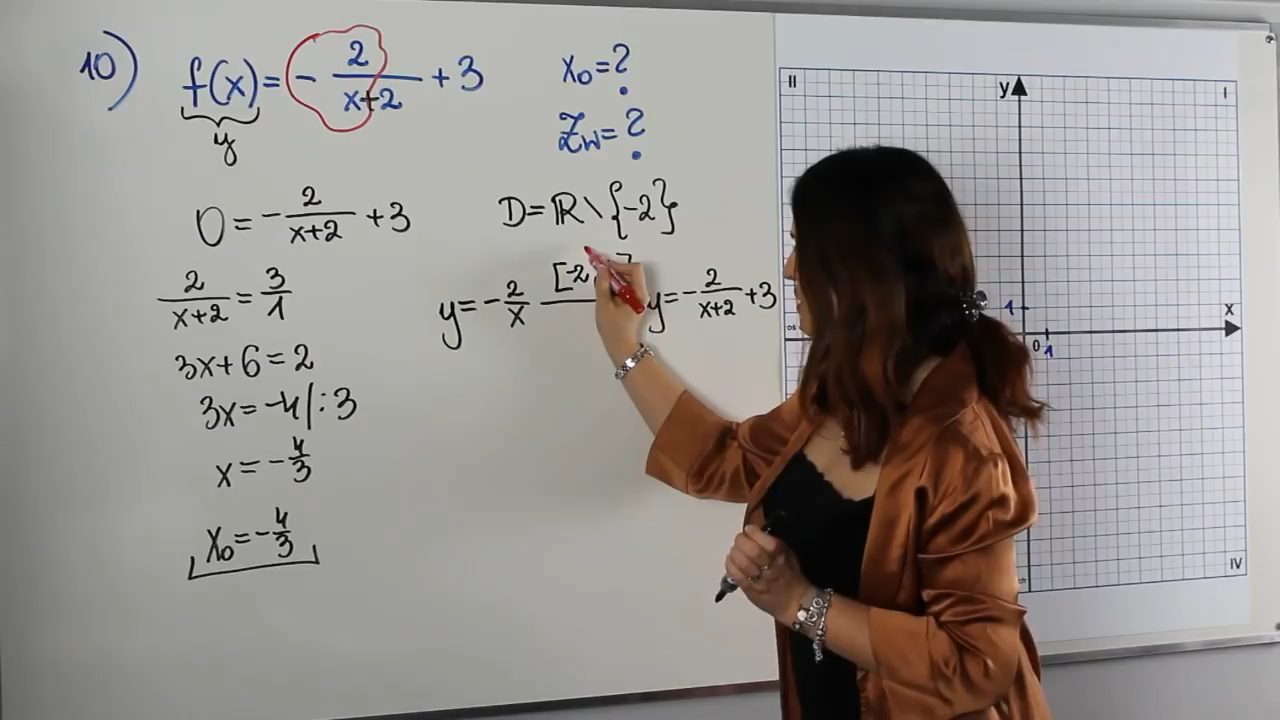 10) f(x) = - 2/(x+2) + 3
y
x₀ = ?
Zw = ?
0 = - 2/(x+2) + 3
D = ℝ \ {-2}
2/(x+2) = 3/1
y = - 2/x [-2, ] y = - 2/(x+2) + 3
3x + 6 = 2
3x = -4 | : 3
x = - 4/3
x₀ = - 4/3
II
y
I
1
x
0
1
IV